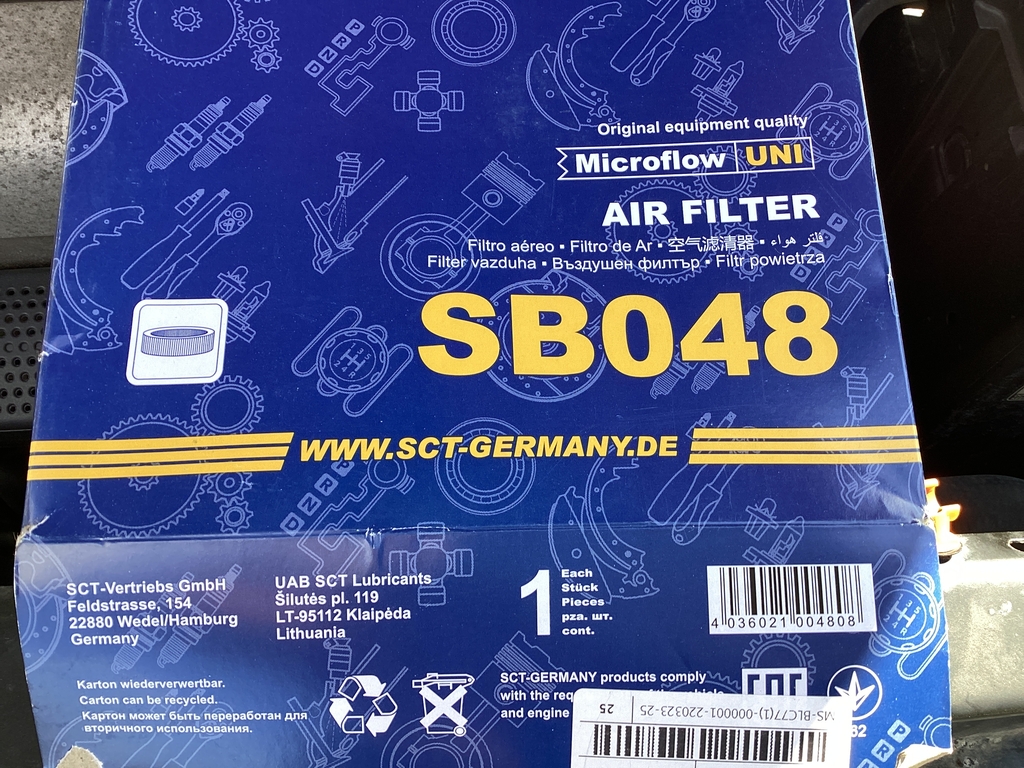 Original equipment quality
Microflow UNI
AIR FILTER
Filtro aéreo ▪ Filtro de Ar ▪ 空气滤清器 ▪ فلتر هواء
Filter vazduha ▪ Въздушен филтър ▪ Filtr powietrza
SB048
WWW.SCT-GERMANY.DE
SCT-Vertriebs GmbH
Feldstrasse, 154
22880 Wedel/Hamburg
Germany
UAB SCT Lubricants
Šilutės pl. 119
LT-95112 Klaipėda
Lithuania
1
Each
Stück
Pieces
pza. шт.
cont.
4 036021 004808
Karton wiederverwertbar.
Carton can be recycled.
Картон может быть переработан для
вторичного использования.
SCT-GERMANY products comply
with the
and engine
EAC
MS-BLC77(1)-000001-220323-25
25